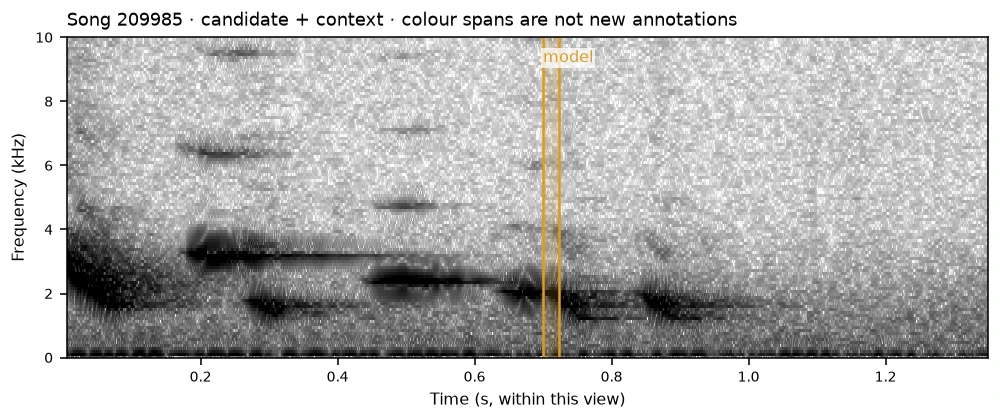 Song 209985 · candidate + context · colour spans are not new annotations
model
Frequency (kHz)
10
8
6
4
2
0
0.2 0.4 0.6 0.8 1.0 1.2
Time (s, within this view)